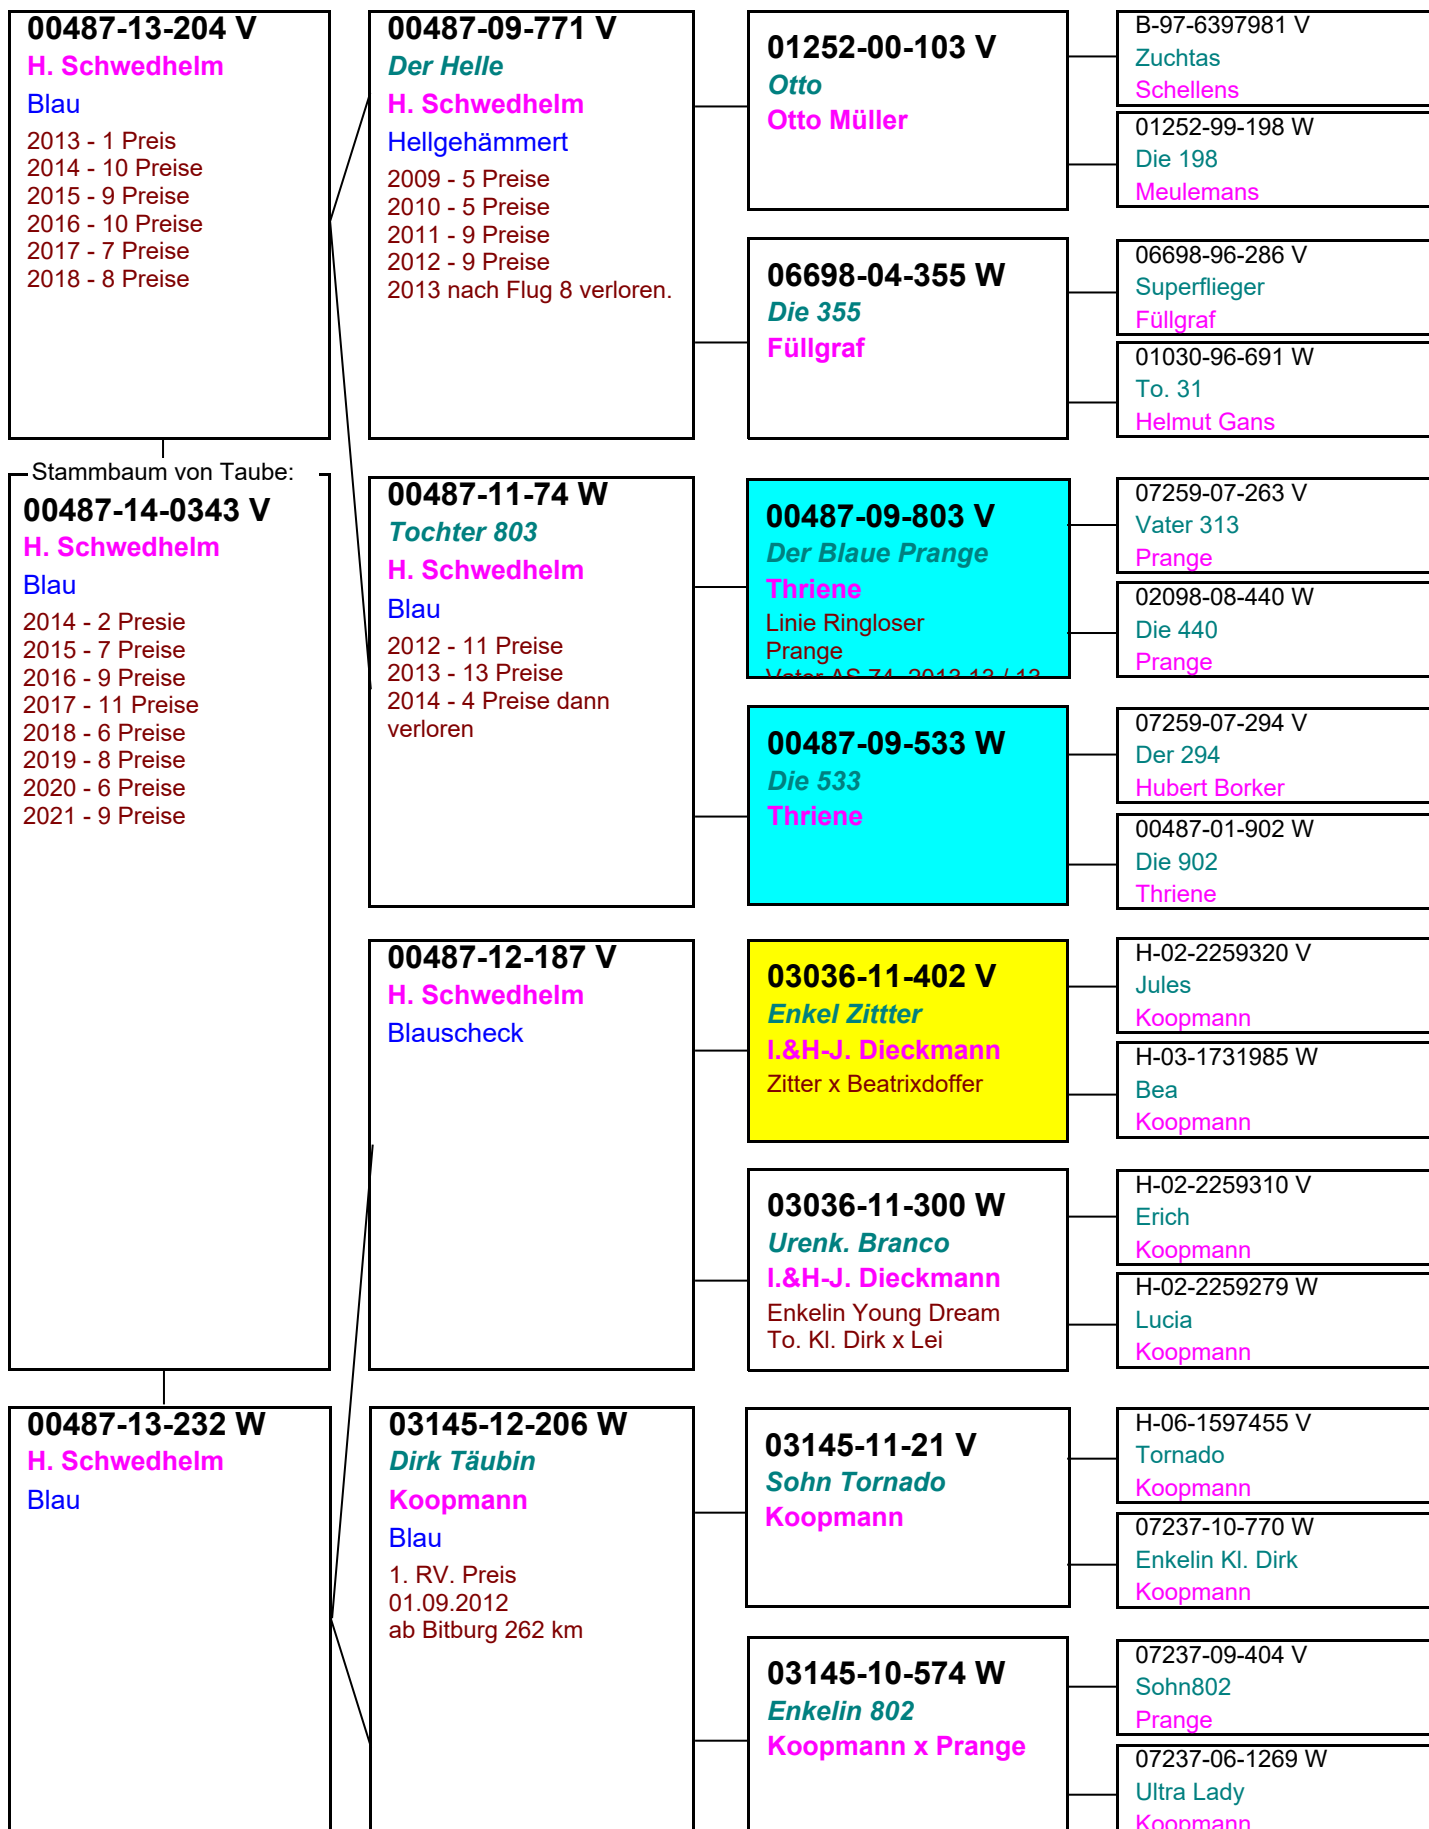 00487-13-204 V
H. Schwedhelm
Blau
2013 - 1 Preis
2014 - 10 Preise
2015 - 9 Preise
2016 - 10 Preise
2017 - 7 Preise
2018 - 8 Preise
Stammbaum von Taube:
00487-14-0343 V
H. Schwedhelm
Blau
2014 - 2 Presie
2015 - 7 Preise
2016 - 9 Preise
2017 - 11 Preise
2018 - 6 Preise
2019 - 8 Preise
2020 - 6 Preise
2021 - 9 Preise
00487-13-232 W
H. Schwedhelm
Blau
00487-09-771 V
Der Helle
H. Schwedhelm
Hellgehämmert
2009 - 5 Preise
2010 - 5 Preise
2011 - 9 Preise
2012 - 9 Preise
2013 nach Flug 8 verloren.
00487-11-74 W
Tochter 803
H. Schwedhelm
Blau
2012 - 11 Preise
2013 - 13 Preise
2014 - 4 Preise dann
verloren
00487-12-187 V
H. Schwedhelm
Blauscheck
03145-12-206 W
Dirk Täubin
Koopmann
Blau
1. RV. Preis
01.09.2012
ab Bitburg 262 km
01252-00-103 V
Otto
Otto Müller
06698-04-355 W
Die 355
Füllgraf
00487-09-803 V
Der Blaue Prange
Thriene
Linie Ringloser
Prange
Vater AS 74, 2013 13 / 13
00487-09-533 W
Die 533
Thriene
03036-11-402 V
Enkel Zittter
I.&H-J. Dieckmann
Zitter x Beatrixdoffer
03036-11-300 W
Urenk. Branco
I.&H-J. Dieckmann
Enkelin Young Dream
To. Kl. Dirk x Lei
03145-11-21 V
Sohn Tornado
Koopmann
03145-10-574 W
Enkelin 802
Koopmann x Prange
B-97-6397981 V
Zuchtas
Schellens
01252-99-198 W
Die 198
Meulemans
06698-96-286 V
Superflieger
Füllgraf
01030-96-691 W
To. 31
Helmut Gans
07259-07-263 V
Vater 313
Prange
02098-08-440 W
Die 440
Prange
07259-07-294 V
Der 294
Hubert Borker
00487-01-902 W
Die 902
Thriene
H-02-2259320 V
Jules
Koopmann
H-03-1731985 W
Bea
Koopmann
H-02-2259310 V
Erich
Koopmann
H-02-2259279 W
Lucia
Koopmann
H-06-1597455 V
Tornado
Koopmann
07237-10-770 W
Enkelin Kl. Dirk
Koopmann
07237-09-404 V
Sohn802
Prange
07237-06-1269 W
Ultra Lady
Koopmann